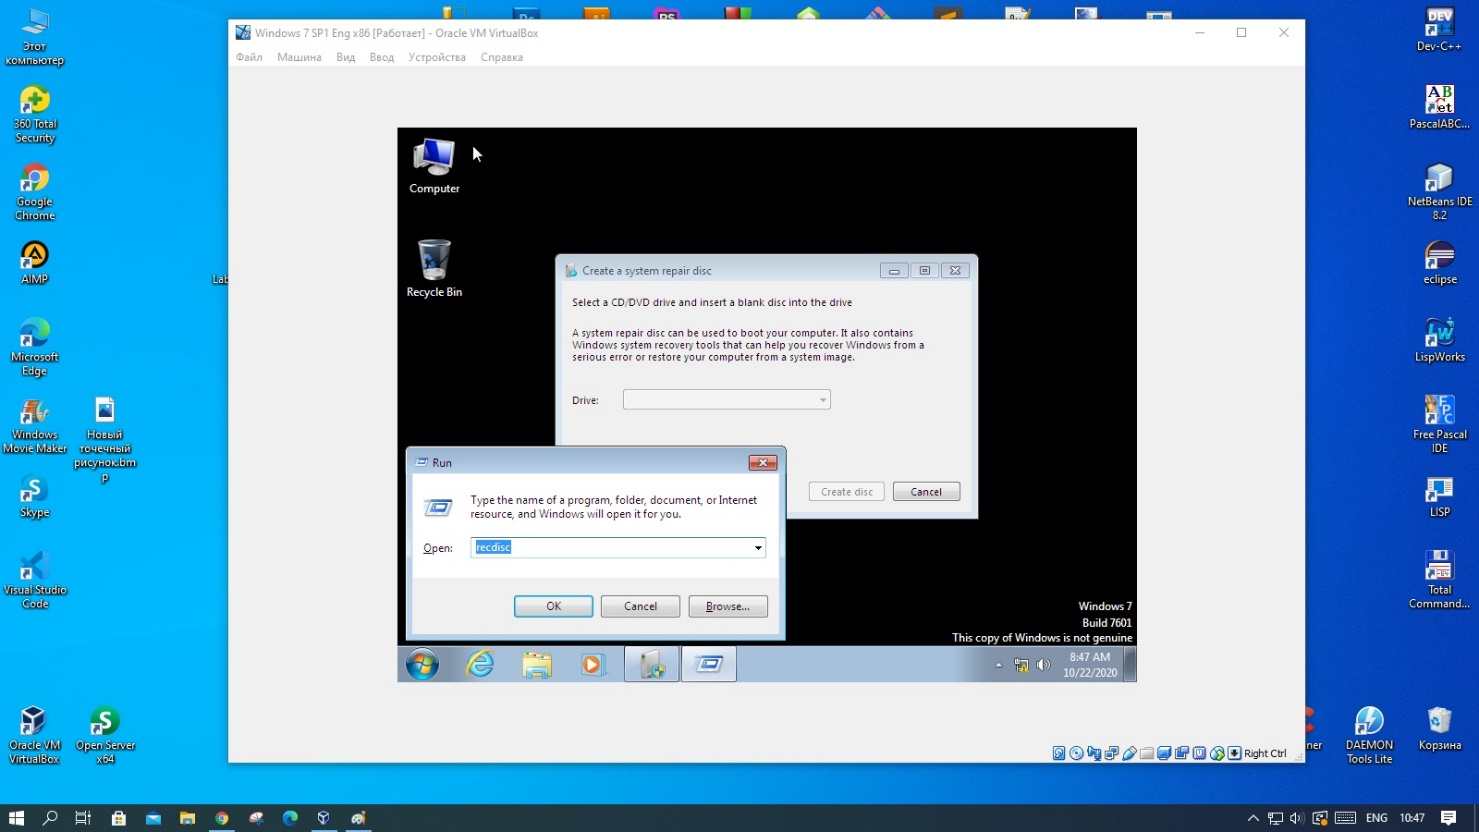 Этот
компьютер
360 Total
Security
Google
Chrome
AIMP
Microsoft
Edge
Windows
Movie Maker
Новый
точечный
рисунок.bm
p
Skype
Visual Studio
Code
Oracle VM
VirtualBox
Open Server
x64
Lab
Windows 7 SP1 Eng x86 [Работает] - Oracle VM VirtualBox
Файл Машина Вид Ввод Устройства Справка
Computer
Recycle Bin
Create a system repair disc
Select a CD/DVD drive and insert a blank disc into the drive
A system repair disc can be used to boot your computer. It also contains
Windows system recovery tools that can help you recover Windows from a
serious error or restore your computer from a system image.
Drive:
Create disc Cancel
Run
Type the name of a program, folder, document, or Internet
resource, and Windows will open it for you.
Open: recdisc
OK Cancel Browse...
Windows 7
Build 7601
This copy of Windows is not genuine
8:47 AM
10/22/2020
Right Ctrl
DEV
Dev-C++
AB
Net
PascalABC...
NetBeans IDE
8.2
eclipse
LW
LispWorks
FPC
Free Pascal
IDE
LISP
Total
Command...
ner
DAEMON
Tools Lite
Корзина
ENG 10:47